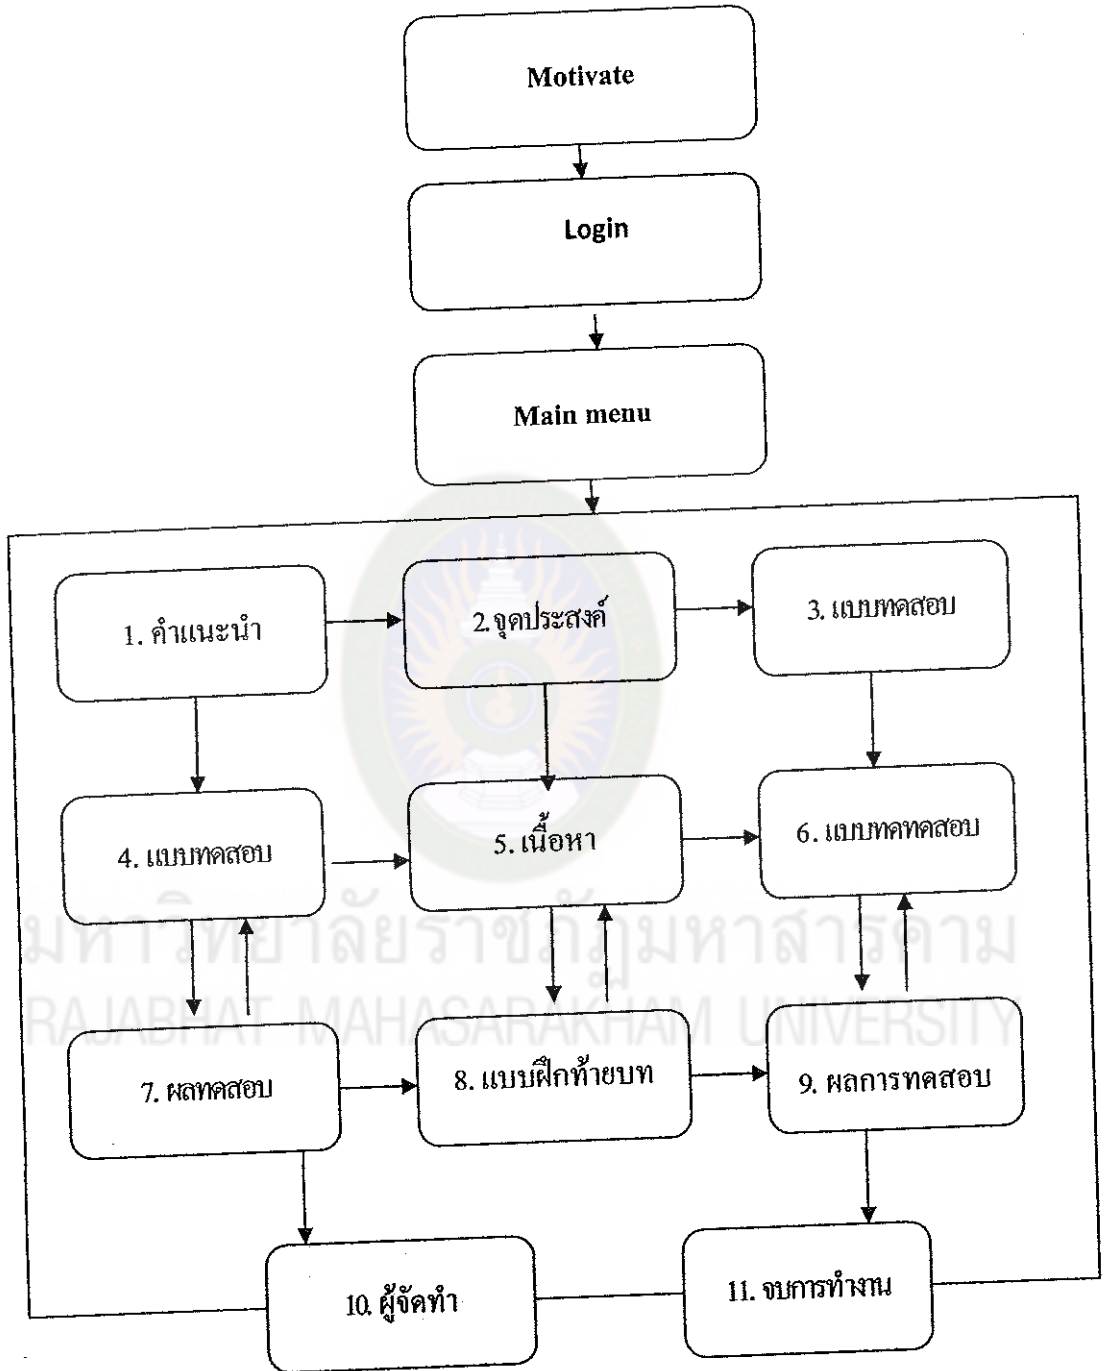 Motivate
Login
Main menu
1. คำแนะนำ
2. จุดประสงค์
3. แบบทดสอบ
4. แบบทดสอบ
5. เนื้อหา
6. แบบทดทดสอบ
มหาวิทยาลัยราชภัฏมหาสารคาม
RAJABHAT MAHASARAKHAM UNIVERSITY
7. ผลทดสอบ
8. แบบฝึกท้ายบท
9. ผลการทดสอบ
10. ผู้จัดทำ
11. จบการทำงาน